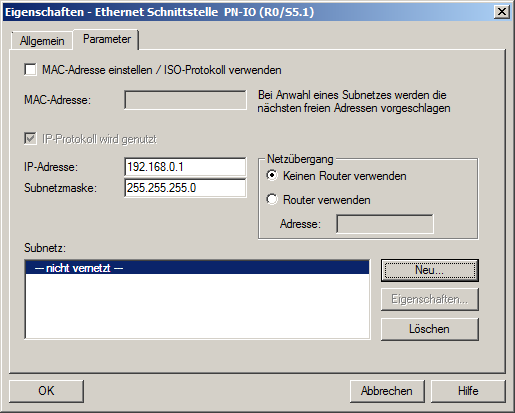 Eigenschaften - Ethernet Schnittstelle PN-IO (R0/S5.1)
Allgemein
Parameter
MAC-Adresse einstellen / ISO-Protokoll verwenden
MAC-Adresse:
Bei Anwahl eines Subnetzes werden die
nächsten freien Adressen vorgeschlagen
IP-Protokoll wird genutzt
IP-Adresse:
192.168.0.1
Subnetzmaske:
255.255.255.0
Netzübergang
Keinen Router verwenden
Router verwenden
Adresse:
Subnetz:
--- nicht vernetzt ---
Neu...
Eigenschaften...
Löschen
OK
Abbrechen
Hilfe